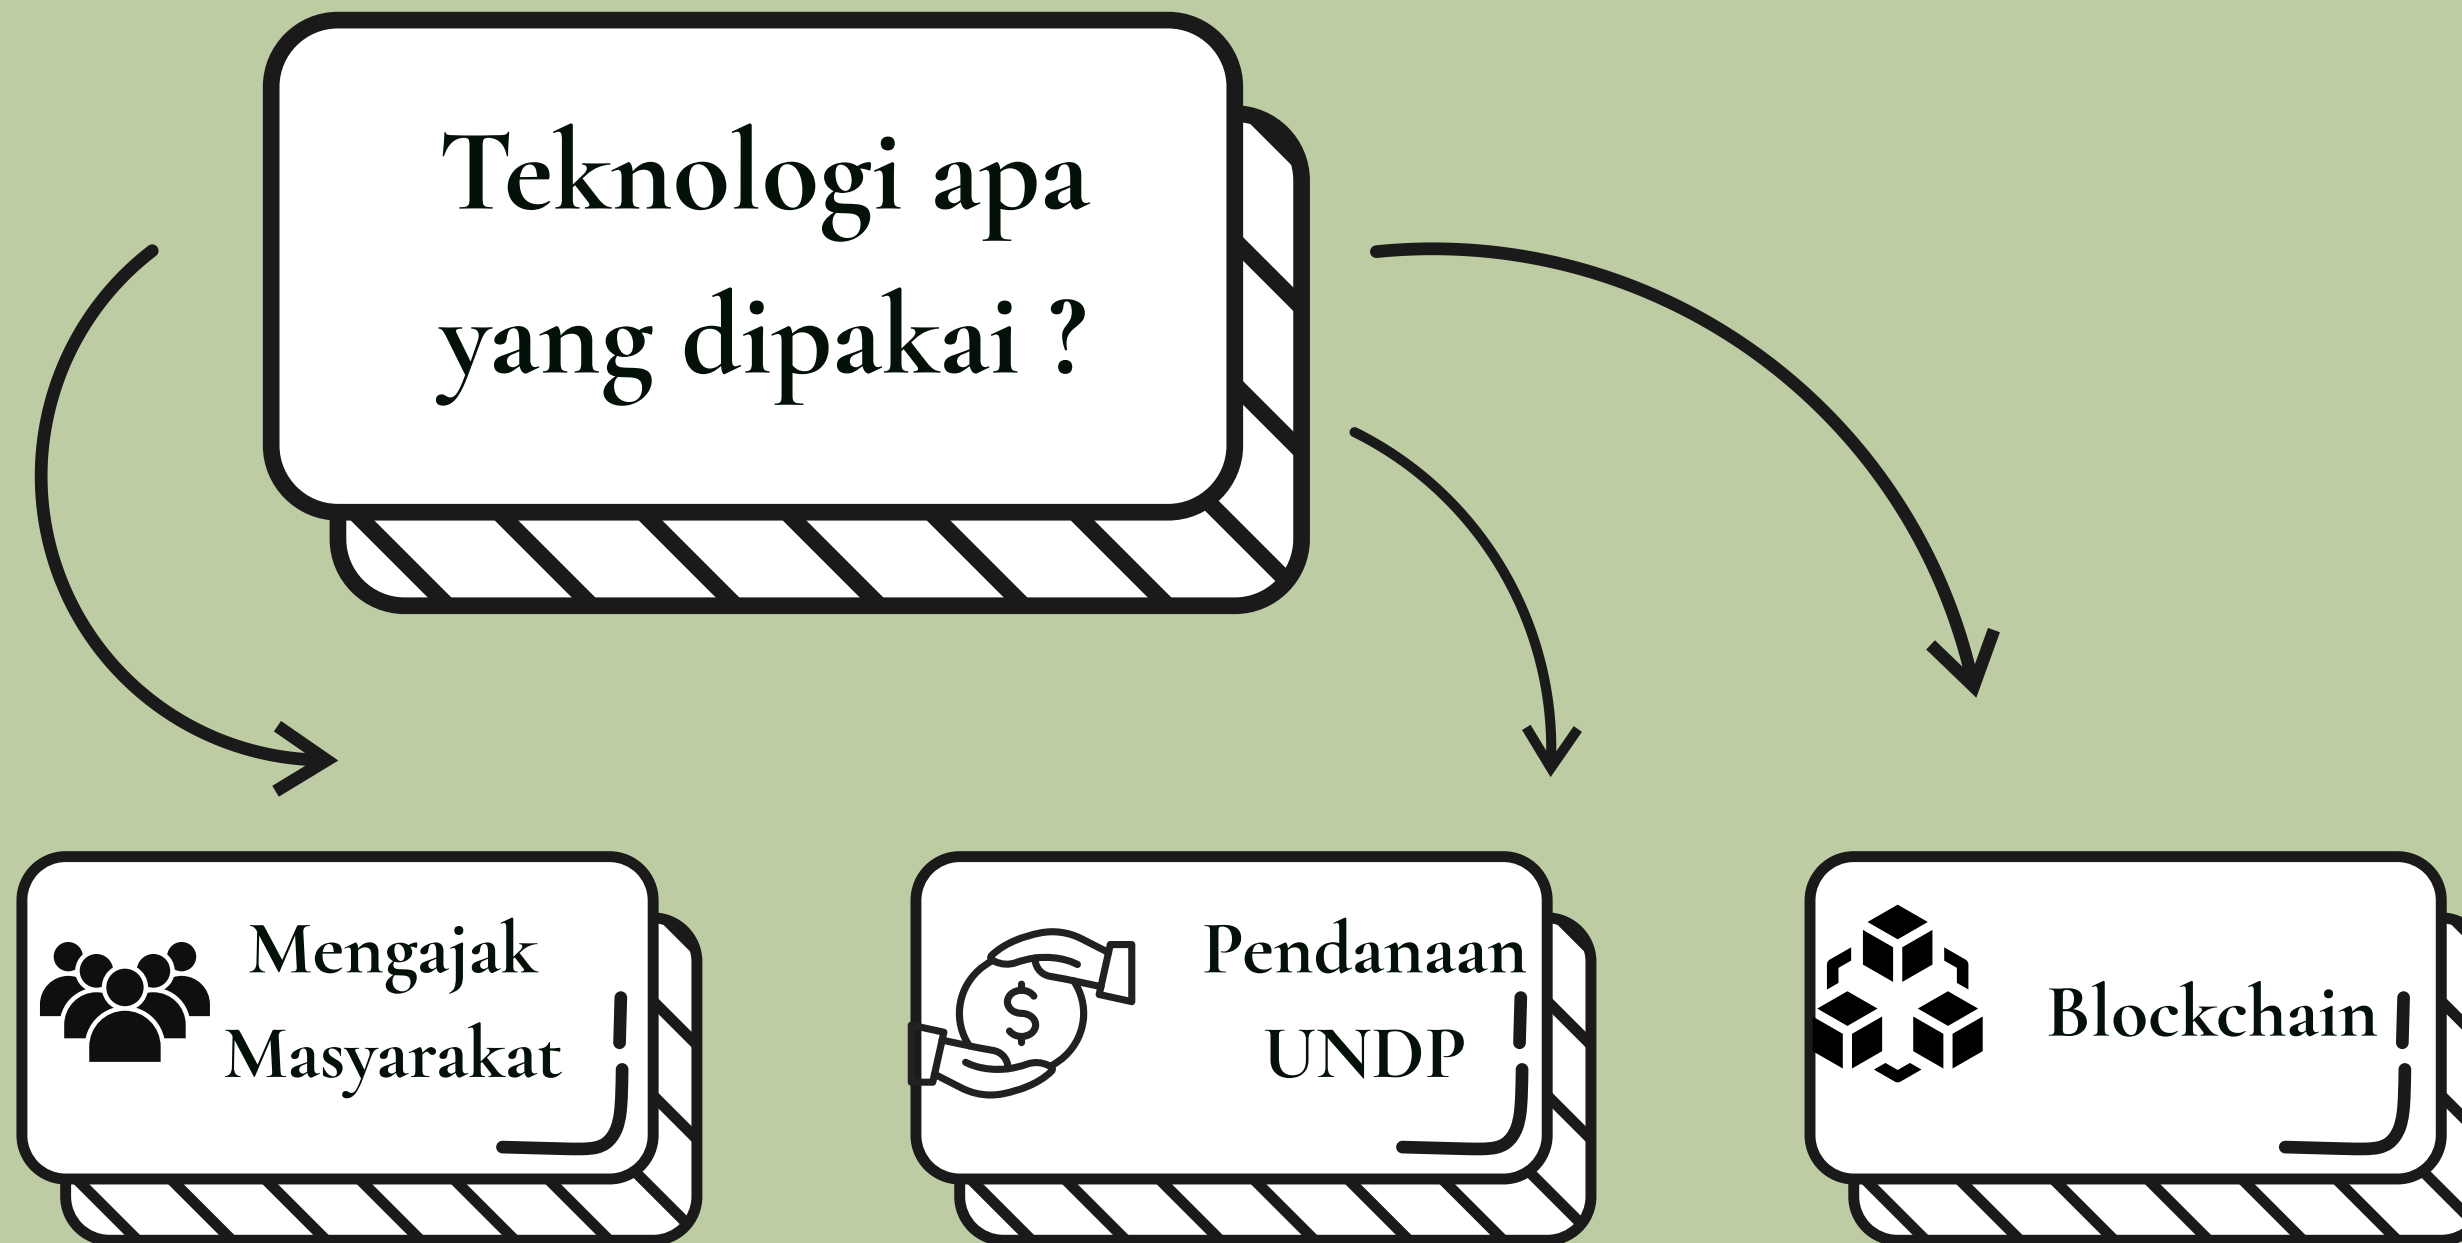 Teknologi apa
yang dipakai ?
Mengajak
Masyarakat
Pendanaan
UNDP
Blockchain